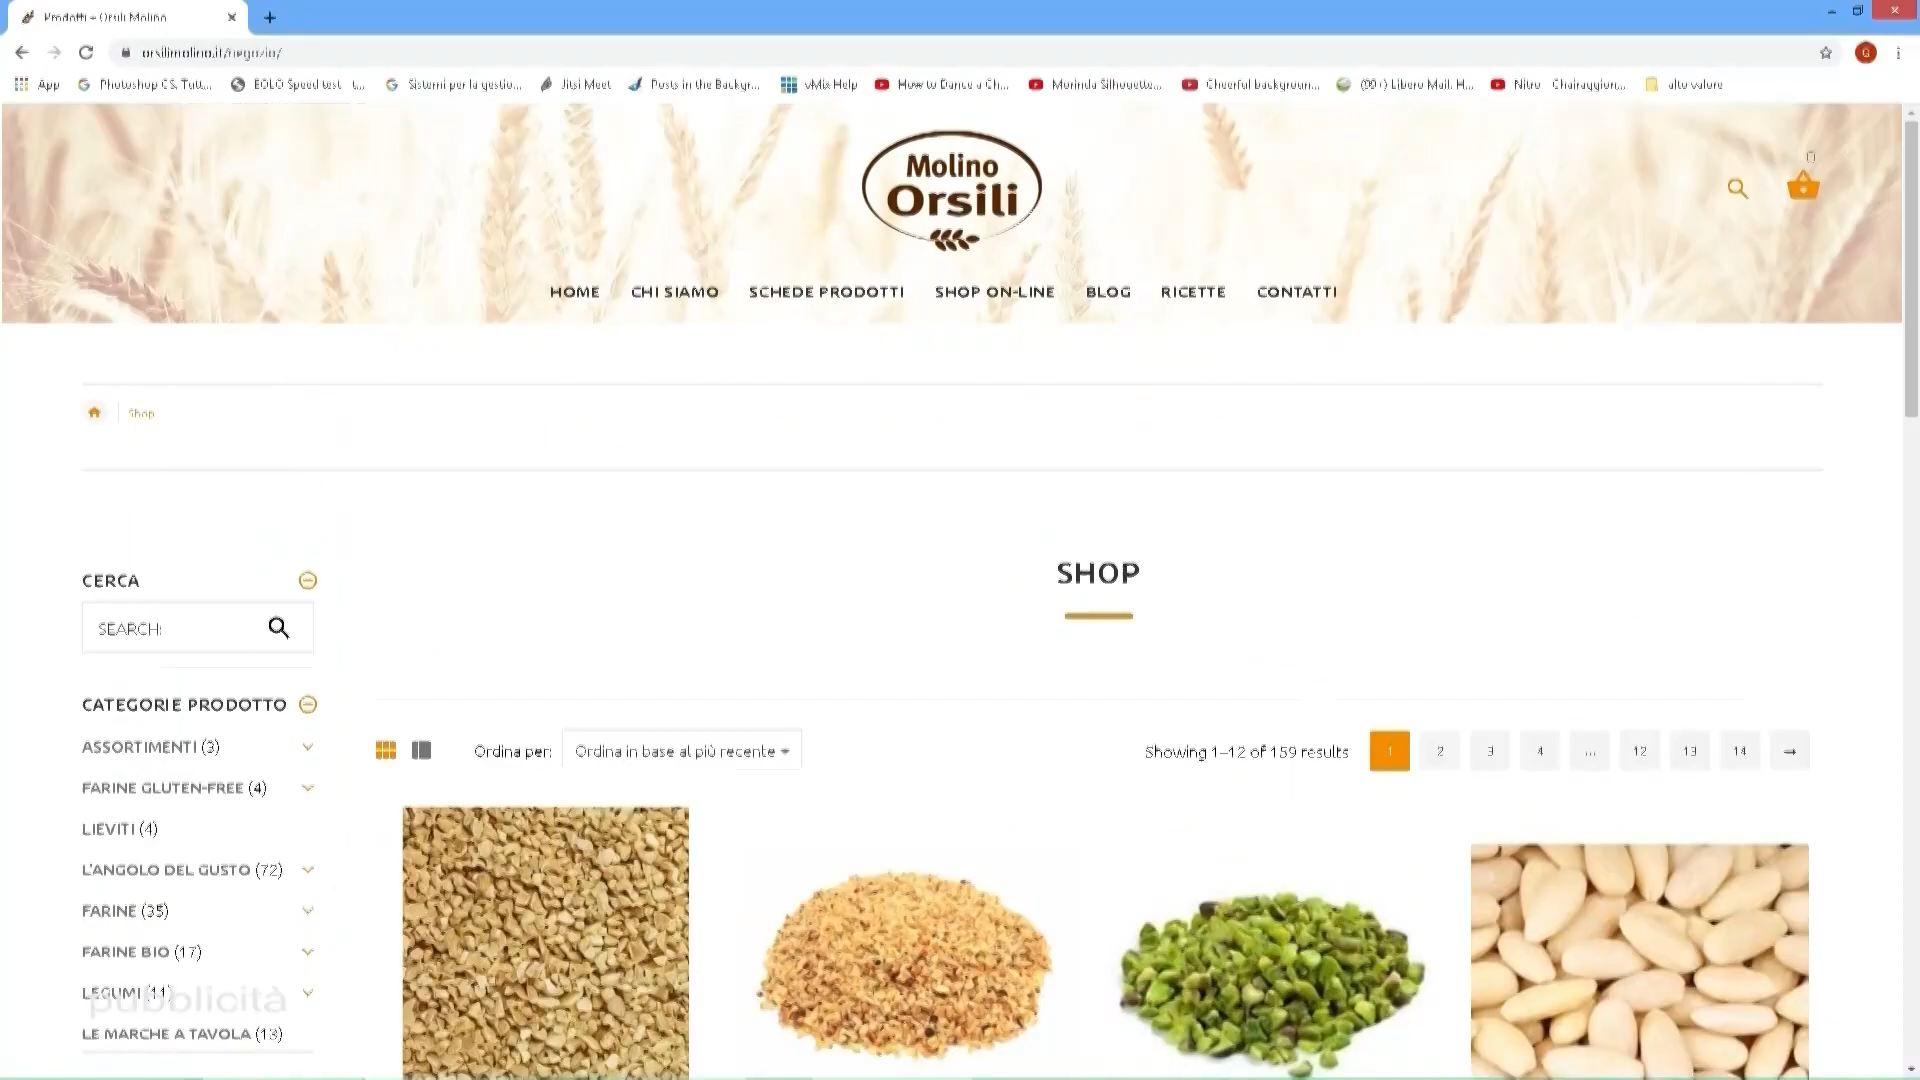 Prodotti – Orsili Molino
orsilimolino.it/negozio/
App
Photoshop CS, Tutt...
EOLO Speed test
Sistemi per la gestio...
Jitsi Meet
Posts in the Backgr...
vMix Help
How to Dance a Ch...
Silhouette...
Cheerful backgroun...
Libero Mail. H...
Nitro
alto valore
Molino
Orsili
0
HOME
CHI SIAMO
SCHEDE PRODOTTI
SHOP ON-LINE
BLOG
RICETTE
CONTATTI
Shop
SHOP
CERCA
SEARCH:
CATEGORIE PRODOTTO
ASSORTIMENTI (3)
FARINE GLUTEN-FREE (4)
LIEVITI (4)
L'ANGOLO DEL GUSTO (72)
FARINE (35)
FARINE BIO (17)
LEGUMI (11)
pubblicità
LE MARCHE A TAVOLA (13)
Ordina per: Ordina in base al più recente
Showing 1–12 of 159 results
1 2 3 4 ... 12 13 14 →